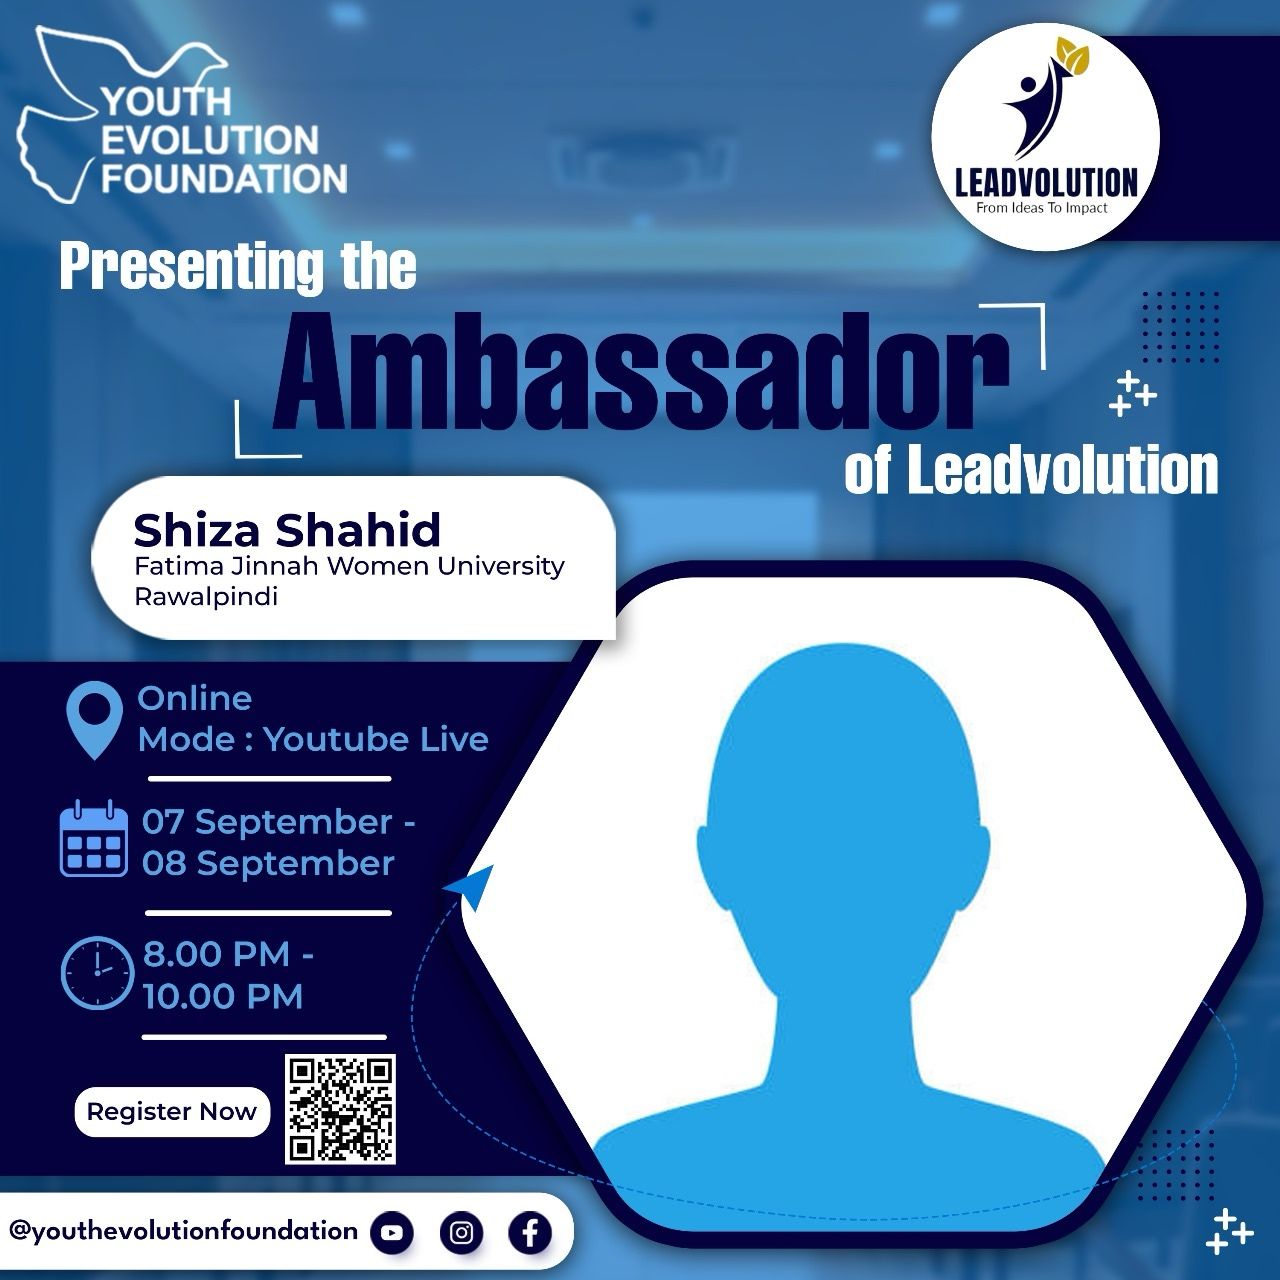 YOUTH
EVOLUTION
FOUNDATION
LEADVOLUTION
From Ideas To Impact
Presenting the
Ambassador
of Leadvolution
Shiza Shahid
Fatima Jinnah Women University
Rawalpindi
Online
Mode : Youtube Live
07 September -
08 September
8.00 PM -
10.00 PM
Register Now
@youthevolutionfoundation